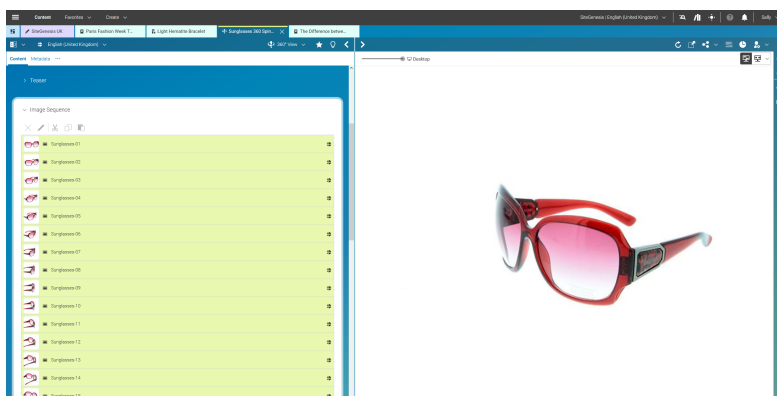 Content Favorites Create SiteGenesis | English (United Kingdom) Sally
SiteGenesis UK Paris Fashion Week T... Light Hematite Bracelet Sunglasses 360 Spin... The Difference betwe...
English (United Kingdom) 360° View
Content Metadata Desktop
Teaser
Image Sequence
Sunglasses-01
Sunglasses-02
Sunglasses-03
Sunglasses-04
Sunglasses-05
Sunglasses-06
Sunglasses-07
Sunglasses-08
Sunglasses-09
Sunglasses-10
Sunglasses-11
Sunglasses-12
Sunglasses-13
Sunglasses-14